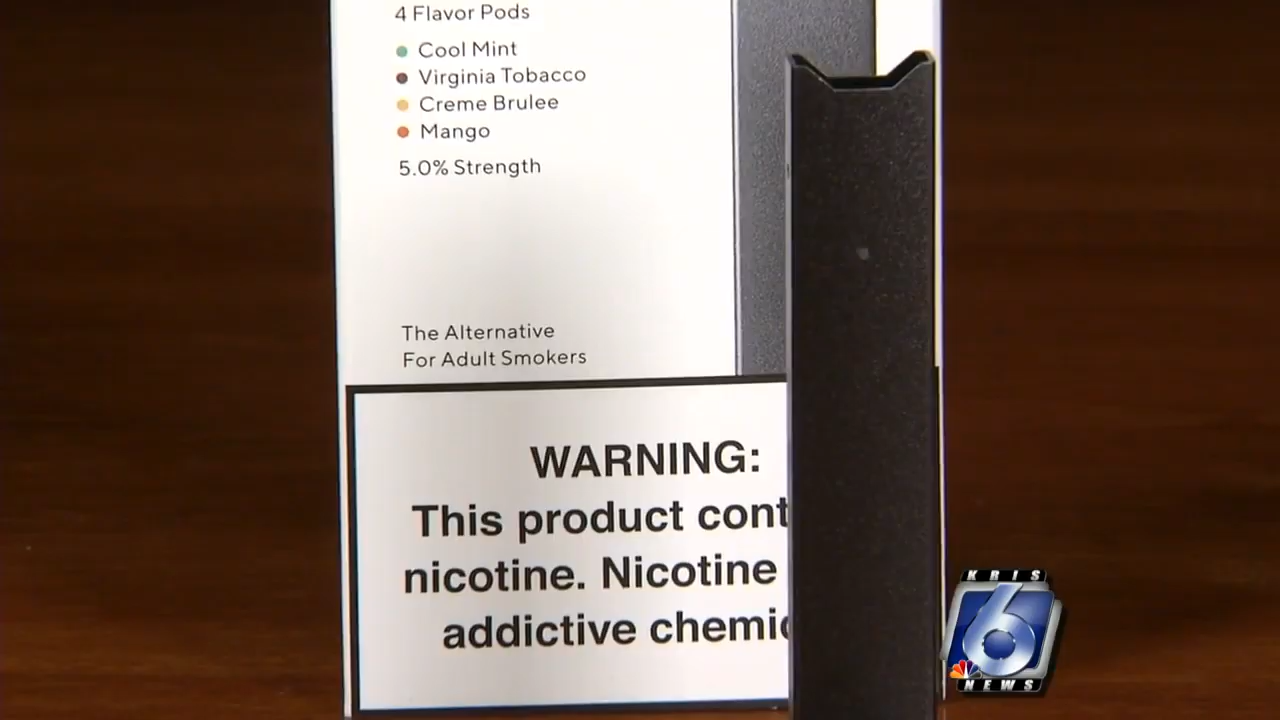 4 Flavor Pods
Cool Mint
Virginia Tobacco
Creme Brulee
Mango
5.0% Strength
The Alternative
For Adult Smokers
WARNING:
This product cont
nicotine. Nicotine
addictive chemic
KRIS
6
NEWS